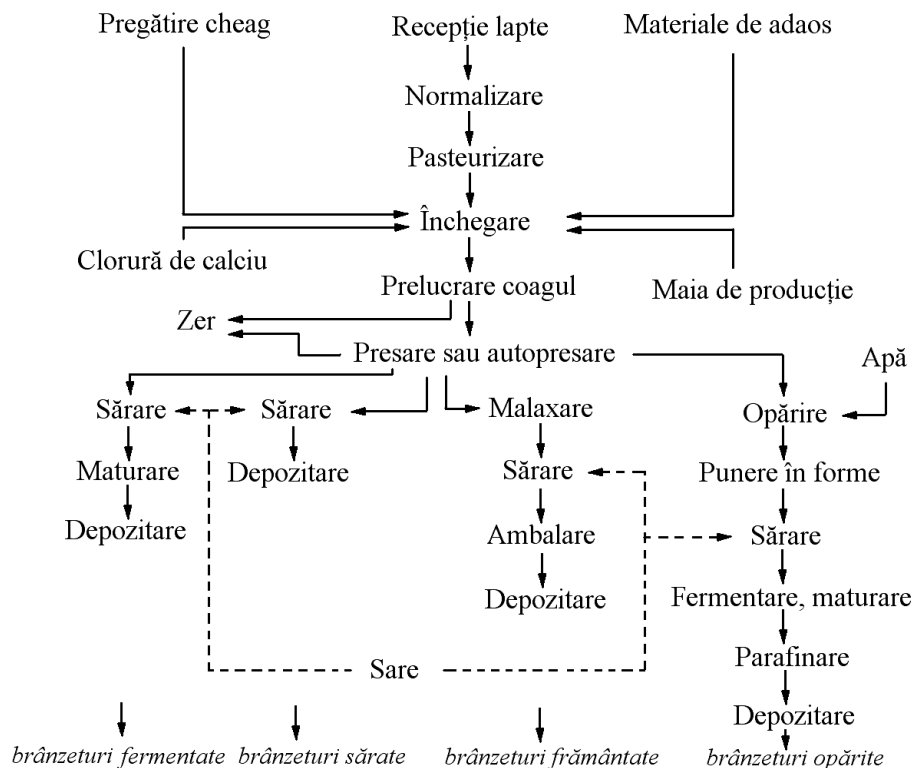 Pregătire cheag
Recepție lapte
Materiale de adaos
Normalizare
Pasteurizare
Închegare
Clorură de calciu
Prelucrare coagul
Maia de producție
Zer
Presare sau autopresare
Apă
Sărare
Sărare
Malaxare
Opărire
Maturare
Depozitare
Sărare
Punere în forme
Depozitare
Ambalare
Sărare
Depozitare
Fermentare, maturare
Sare
Parafinare
Depozitare
brânzeturi fermentate
brânzeturi sărate
brânzeturi frământate
brânzeturi opărite